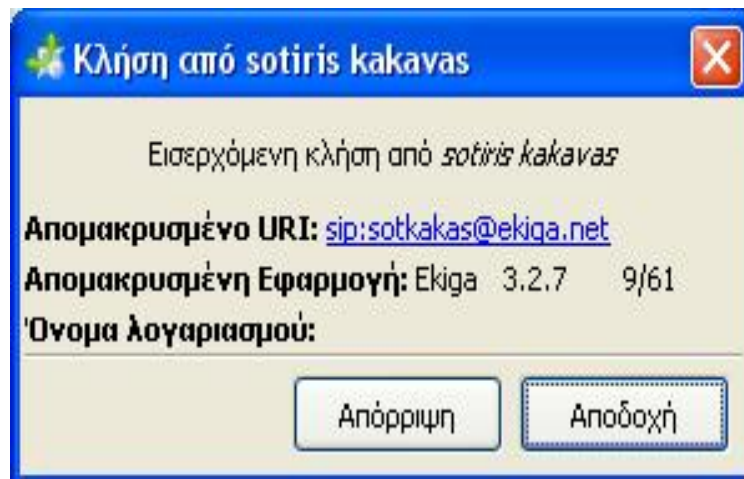 Κλήση από sotiris kakavas
Εισερχόμενη κλήση από sotiris kakavas
Απομακρυσμένο URI: sip:sotkakas@ekiga.net
Απομακρυσμένη Εφαρμογή: Ekiga 3.2.7 9/61
Όνομα λογαριασμού:
Απόρριψη Αποδοχή